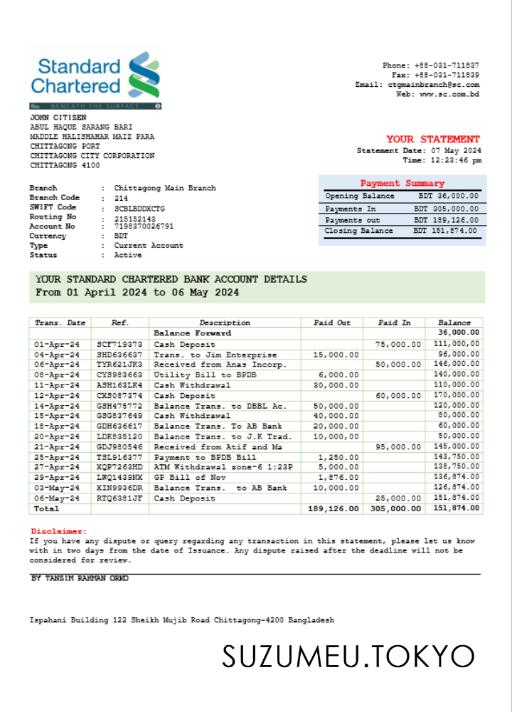 Standard
Chartered
BENEATH THE SURFACE
Phone: +88-031-711837
Fax: +88-031-711839
Email: ctgmainbranch@sc.com
Web: www.sc.com.bd
JOHN CITISEN
ABUL HAQUE SARANG BARI
MADDLE HALISHAHAR MAIZ PARA
CHITTAGONG PORT
CHITTAGONG CITY CORPORATION
CHITTAGONG 4100
YOUR STATEMENT
Statement Date: 07 May 2024
Time: 12:23:46 pm
Branch : Chittagong Main Branch
Branch Code : 214
SWIFT Code : SCBLBDDXCTG
Routing No : 215152143
Account No : 7198370026791
Currency : BDT
Type : Current Account
Status : Active
Payment Summary
Opening Balance BDT 36,000.00
Payments In BDT 305,000.00
Payments out BDT 189,126.00
Closing Balance BDT 151,874.00
YOUR STANDARD CHARTERED BANK ACCOUNT DETAILS
From 01 April 2024 to 06 May 2024
Trans. Date Ref. Description Paid Out Paid In Balance
Balance Forward 36,000.00
01-Apr-24 SCF719373 Cash Deposit 75,000.00 111,000,00
04-Apr-24 SHD636637 Trans. to Jim Enterprise 15,000.00 96,000.00
06-Apr-24 TYR621JK3 Received from Anas Incorp. 50,000.00 146,000.00
08-Apr-24 CYS983663 Utility Bill to BPDB 6,000.00 140,000.00
11-Apr-24 ASH163LK4 Cash Withdrawal 30,000.00 110,000.00
12-Apr-24 CXS087374 Cash Deposit 60,000.00 170,000.00
14-Apr-24 GSH475772 Balance Trans. to DBBL Ac. 50,000.00 120,000.00
15-Apr-24 GSG837649 Cash Withdrawal 40,000.00 80,000.00
18-Apr-24 GDH636617 Balance Trans. To AB Bank 20,000.00 60,000.00
20-Apr-24 LDK835120 Balance Trans. to J.K Trad. 10,000,00 50,000.00
21-Apr-24 GDJ980546 Received from Atif and Ma 95,000.00 145,000.00
25-Apr-24 TSL916377 Payment to BPDB Bill 1,250.00 143,750.00
27-Apr-24 XQP7263HD ATM Withdrawal zone-6 1:23P 5,000.00 138,750.00
29-Apr-24 LWQ1439NX GP Bill of Nov 1,876.00 136,874.00
03-May-24 XIN9936DR Balance Trans. to AB Bank 10,000.00 126,874.00
06-May-24 RTQ6381JF Cash Deposit 25,000.00 151,874.00
Total 189,126.00 305,000.00 151,874.00
Disclaimer:
If you have any dispute or query regarding any transaction in this statement, please let us know
with in two days from the date of Issuance. Any dispute raised after the deadline will not be
considered for review.
BY TANZIM RAHMAN ORKO
Ispahani Building 122 Sheikh Mujib Road Chittagong-4200 Bangladesh
SUZUMEU.TOKYO